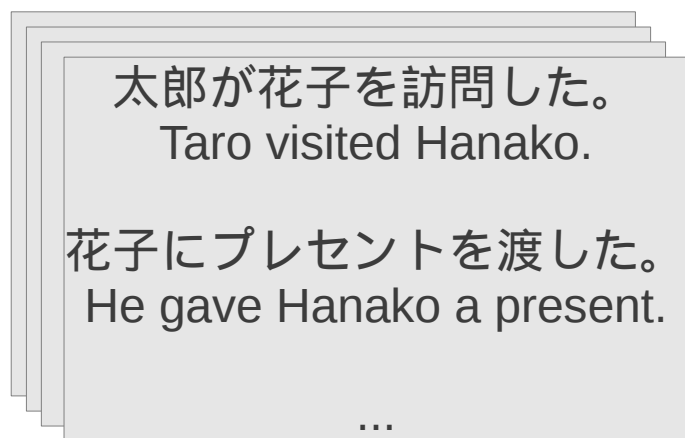 太郎が花子を訪問した。
Taro visited Hanako.
花子にプレセントを渡した。
He gave Hanako a present.
...